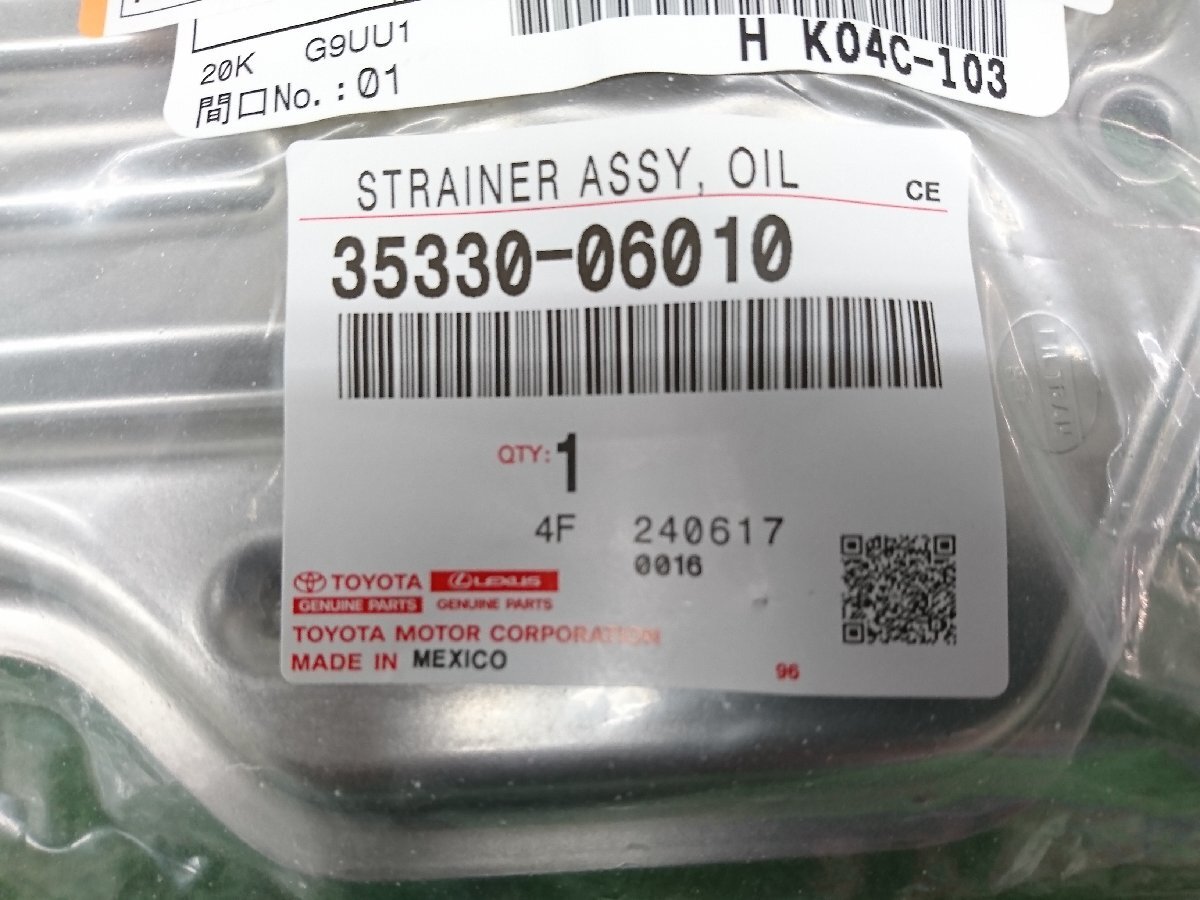 20K G9UU1
間口No.:01
H K04C-103
STRAINER ASSY, OIL
CE
35330-06010
QTY: 1
4F 240617
0016
TOYOTA LEXUS
GENUINE PARTS GENUINE PARTS
TOYOTA MOTOR CORPORATION
MADE IN MEXICO
96